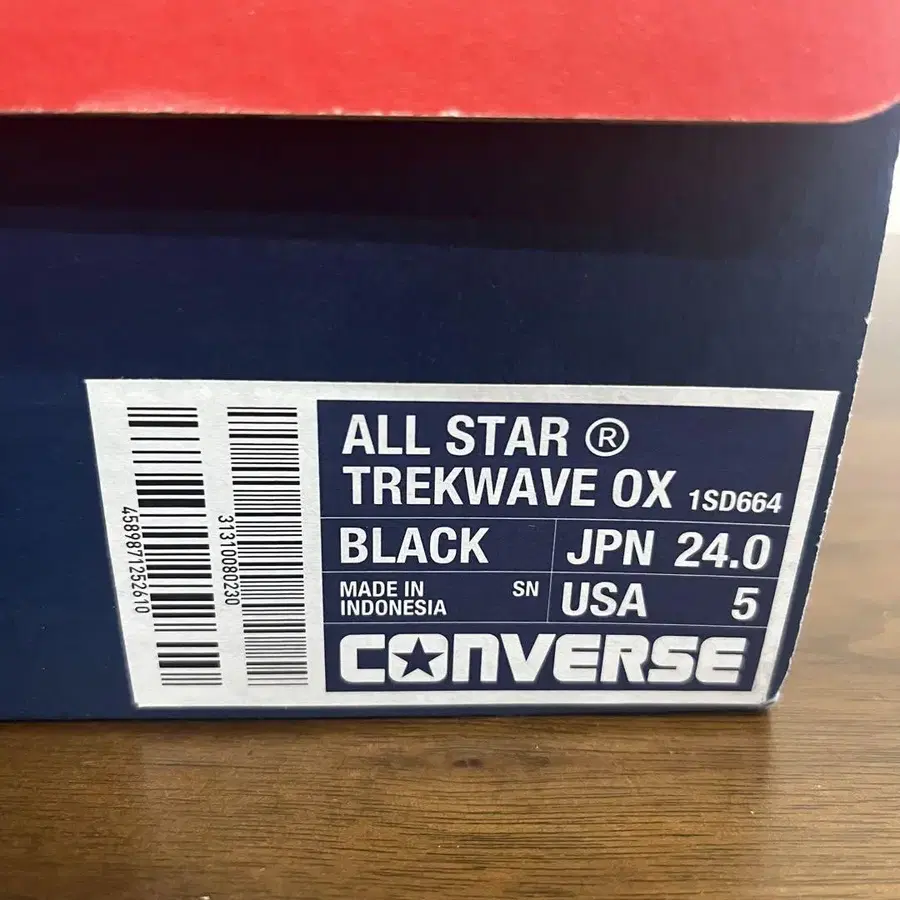 4589871252610
31310080230
ALL STAR ®
TREKWAVE OX 1SD664
BLACK
JPN 24.0
MADE IN
INDONESIA
SN
USA 5
CONVERSE